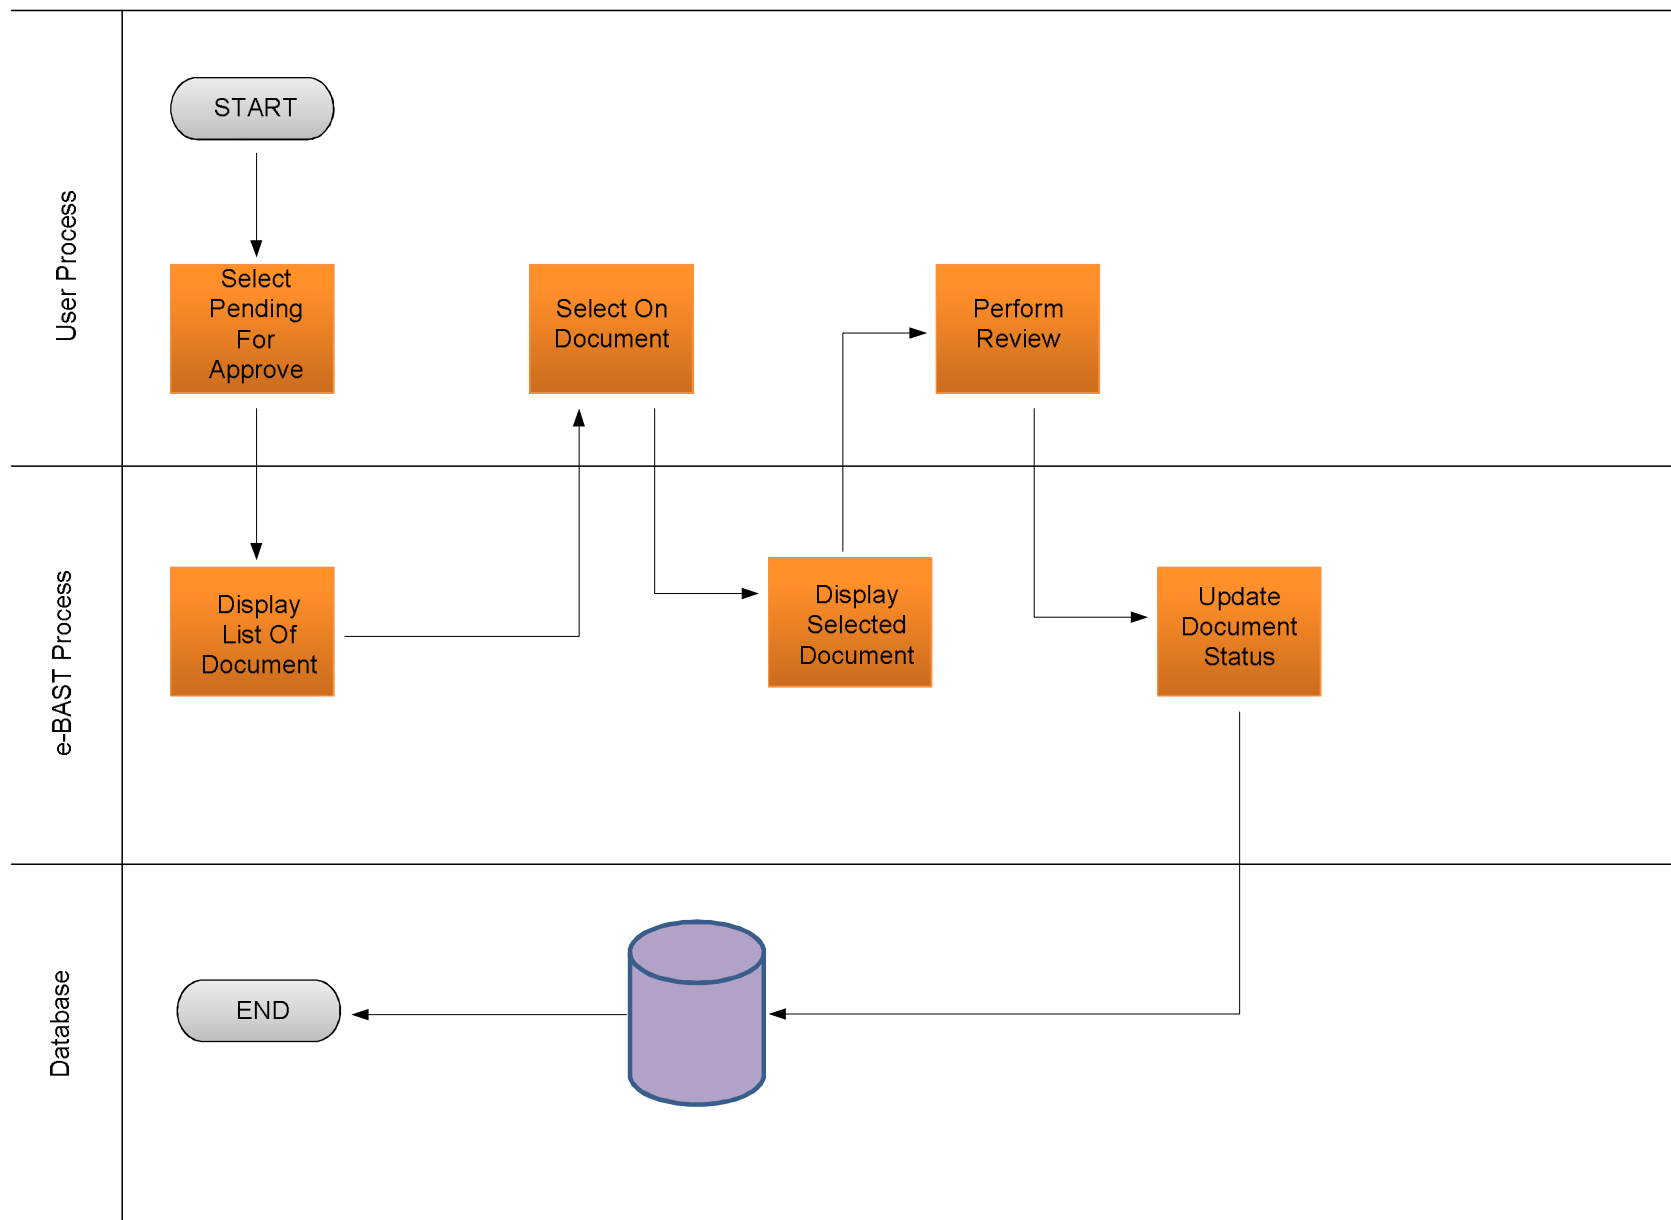 User Process
START
Select
Pending
For
Approve
Select On
Document
Perform
Review
e-BAST Process
Display
List Of
Document
Display
Selected
Document
Update
Document
Status
Database
END